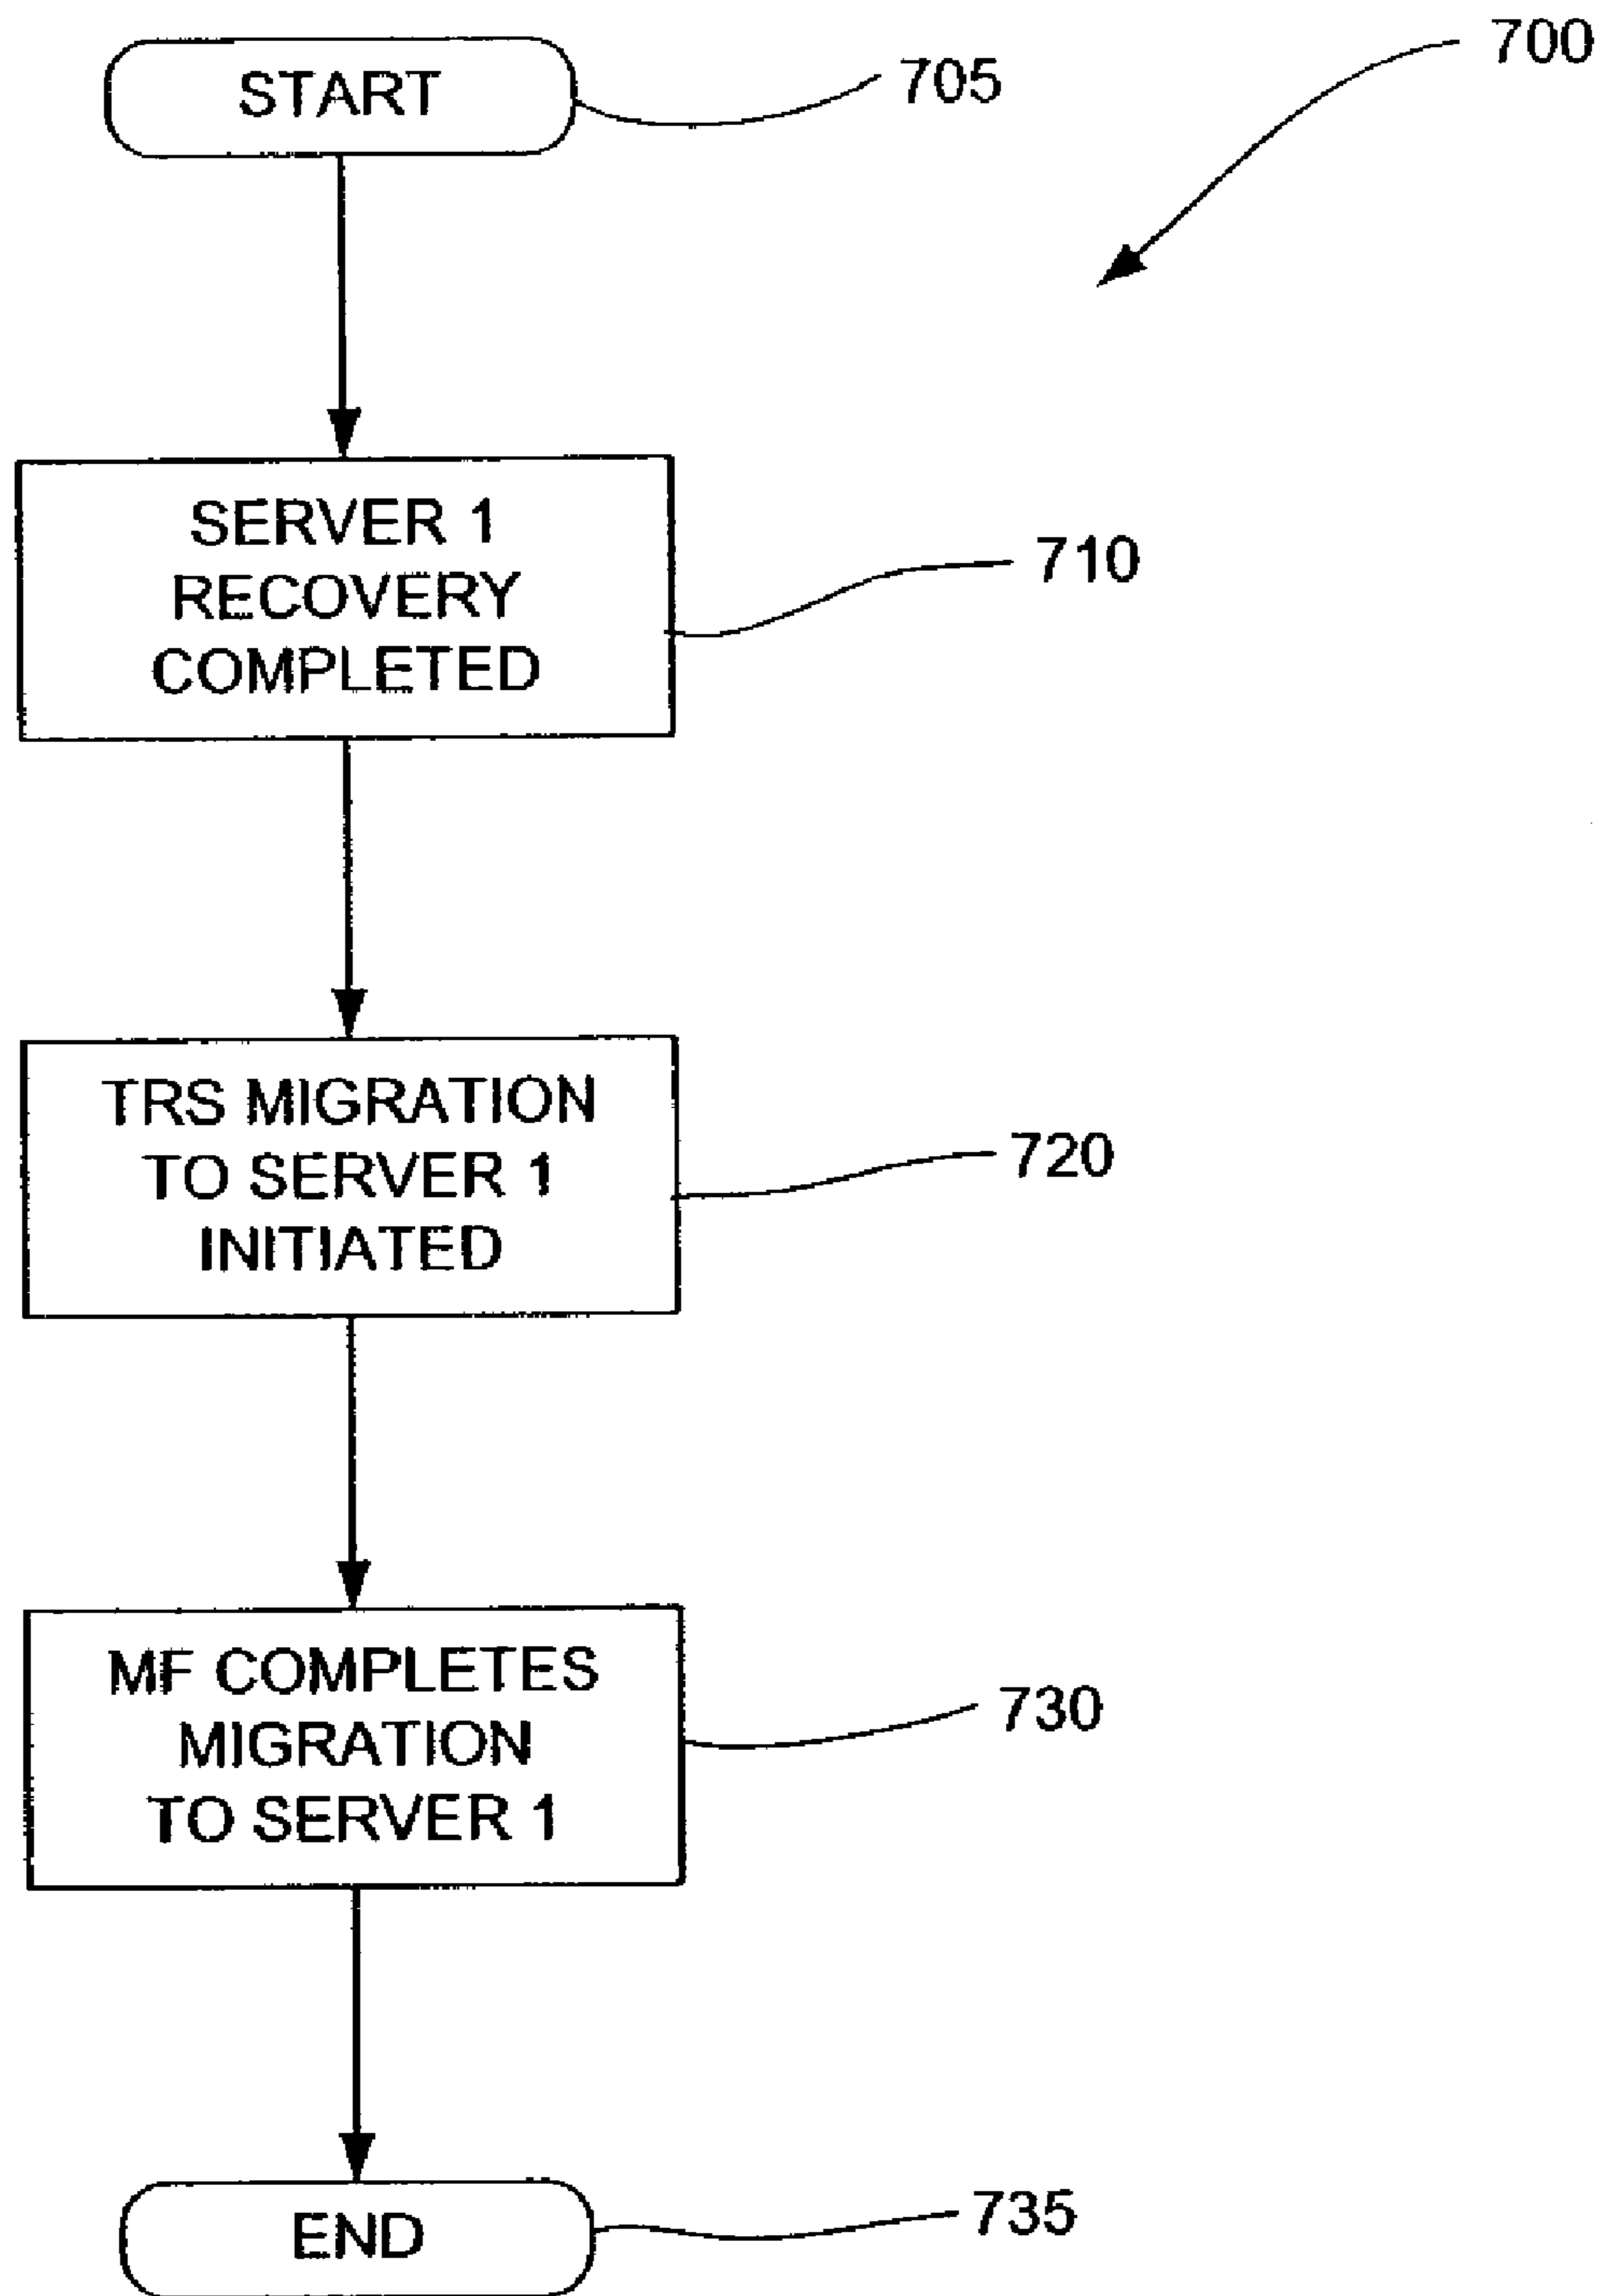 700
START
705
SERVER 1
RECOVERY
COMPLETED
710
TRS MIGRATION
TO SERVER 1
INITIATED
720
MF COMPLETES
MIGRATION
TO SERVER 1
730
END
735